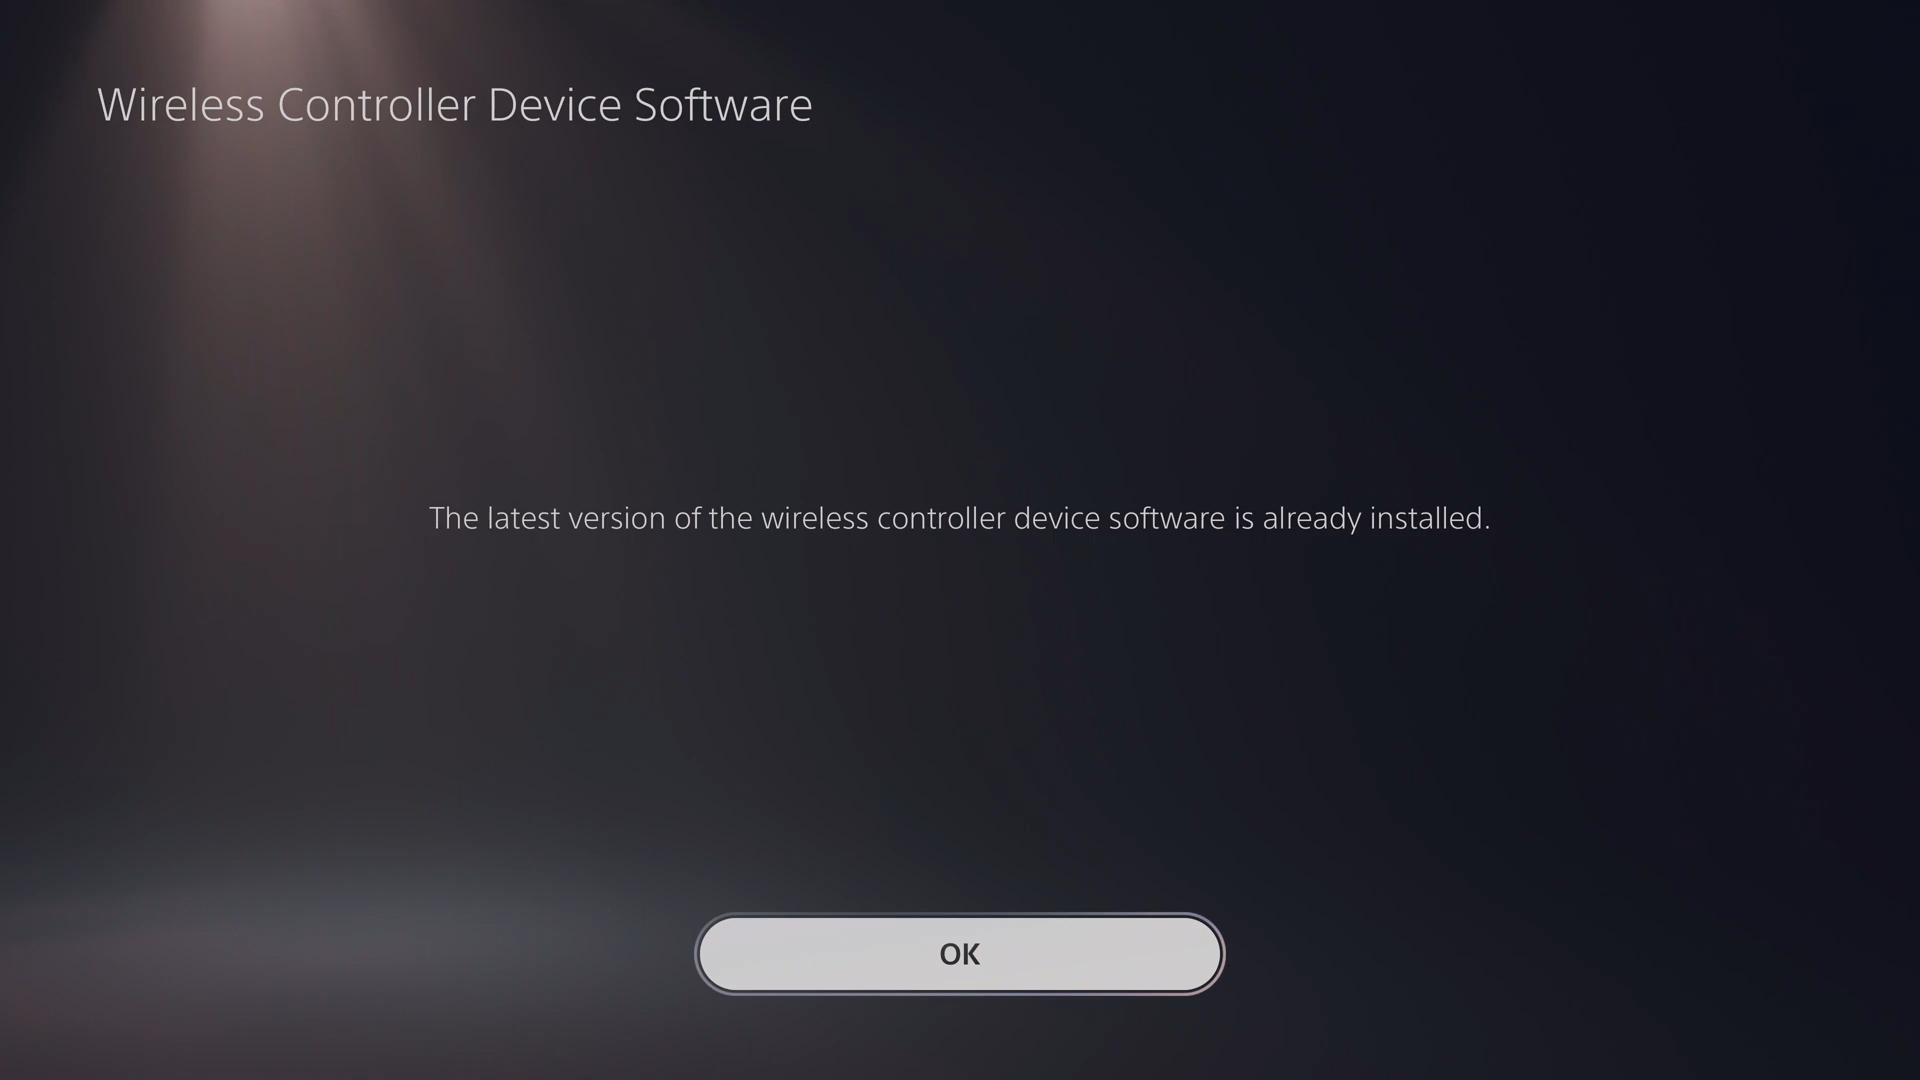 Wireless Controller Device Software
The latest version of the wireless controller device software is already installed.
OK